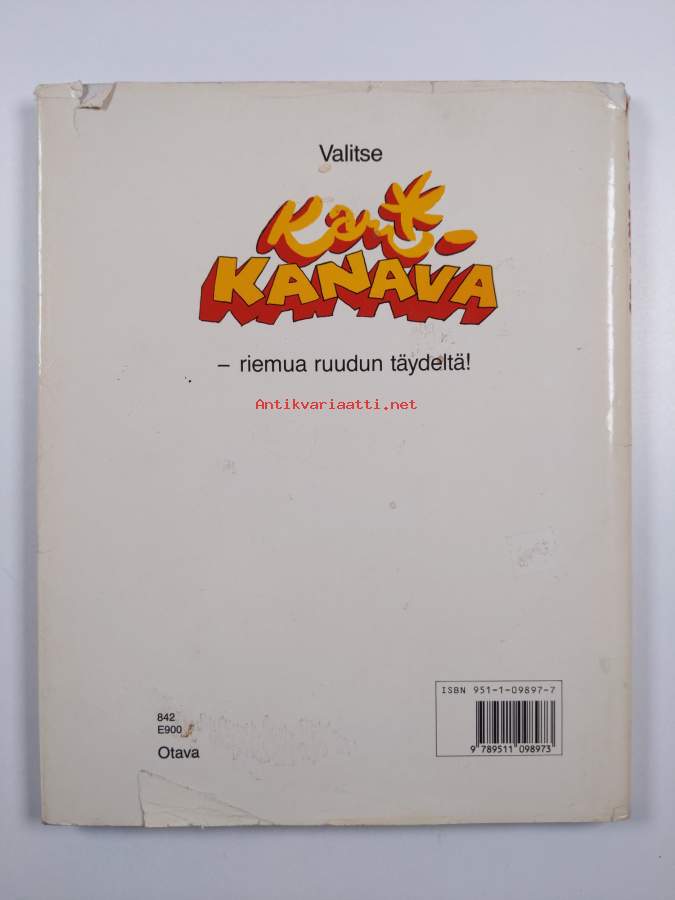 Valitse
Kari-
KANAVA
– riemua ruudun täydeltä!
Antikvariaatti.net
ISBN 951-1-09897-7
842
E900
Otava
9 789511 098973